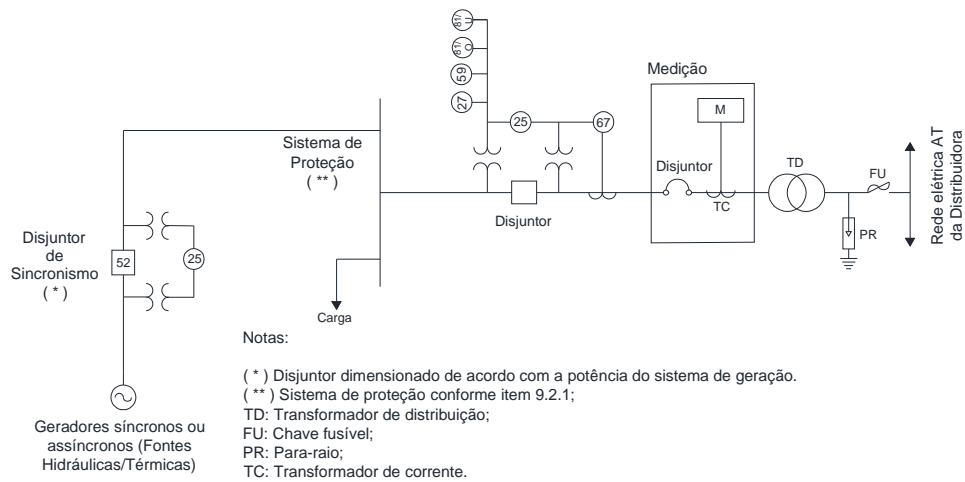 81/U
81/O
59
27
25
67
Medição
M
Disjuntor
TC
TD
FU
PR
Rede elétrica AT
da Distribuidora
Sistema de
Proteção
( ** )
Disjuntor
Disjuntor
de
Sincronismo
( * )
52
25
Carga
Geradores síncronos ou
assíncronos (Fontes
Hidráulicas/Térmicas)
Notas:
( * ) Disjuntor dimensionado de acordo com a potência do sistema de geração.
( ** ) Sistema de proteção conforme item 9.2.1;
TD: Transformador de distribuição;
FU: Chave fusível;
PR: Para-raio;
TC: Transformador de corrente.